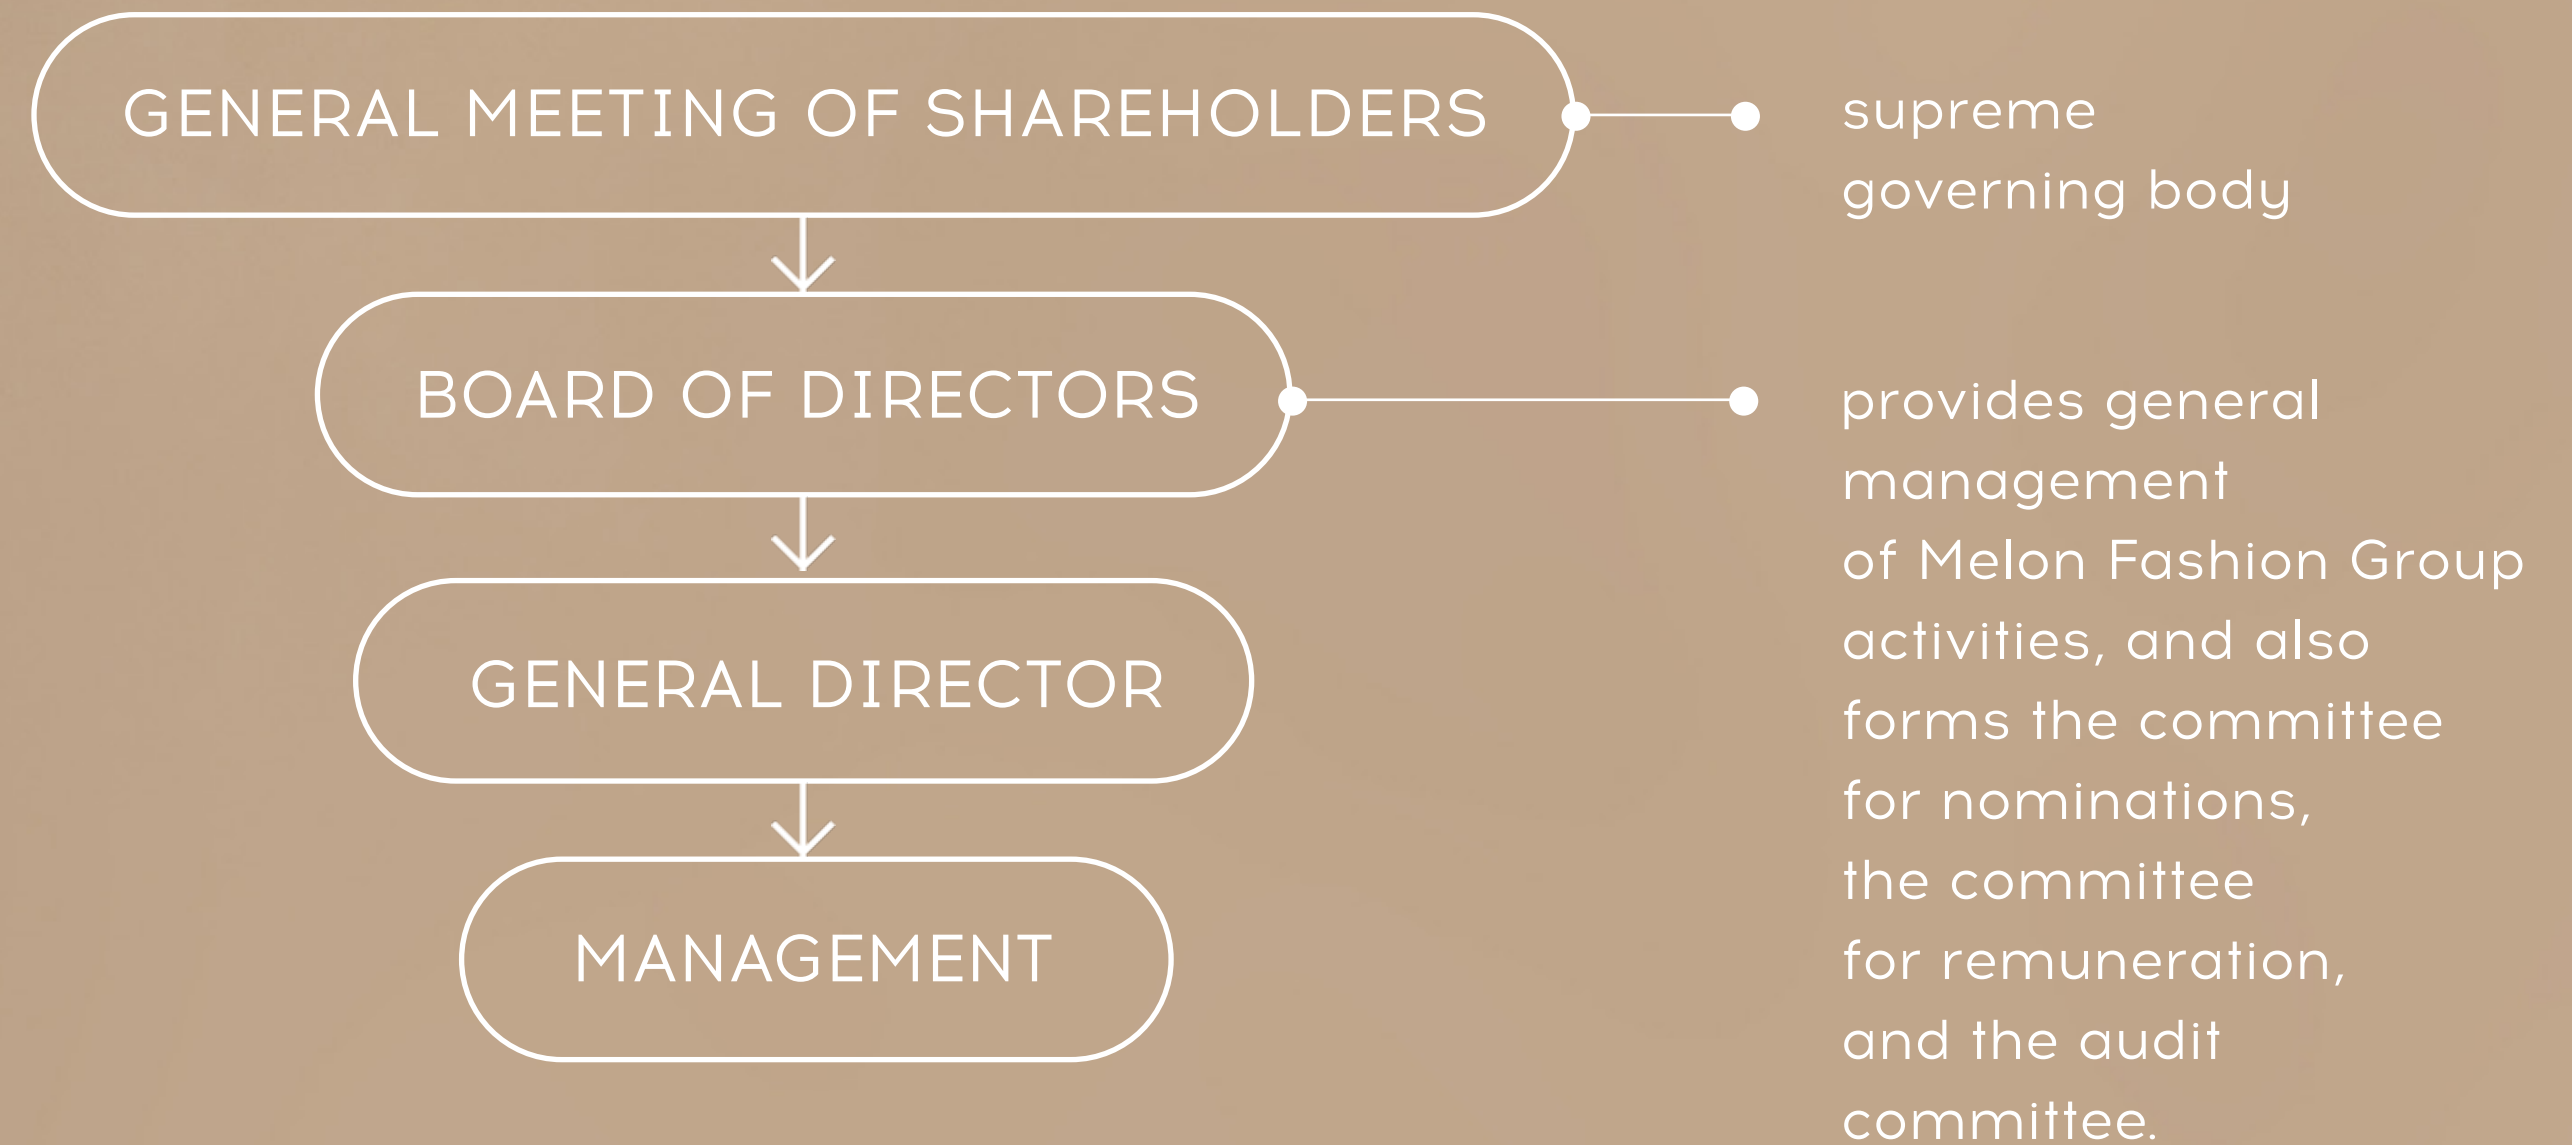 GENERAL MEETING OF SHAREHOLDERS
supreme
governing body
BOARD OF DIRECTORS
provides general
management
of Melon Fashion Group
activities, and also
forms the committee
for nominations,
the committee
for remuneration,
and the audit
committee.
GENERAL DIRECTOR
MANAGEMENT